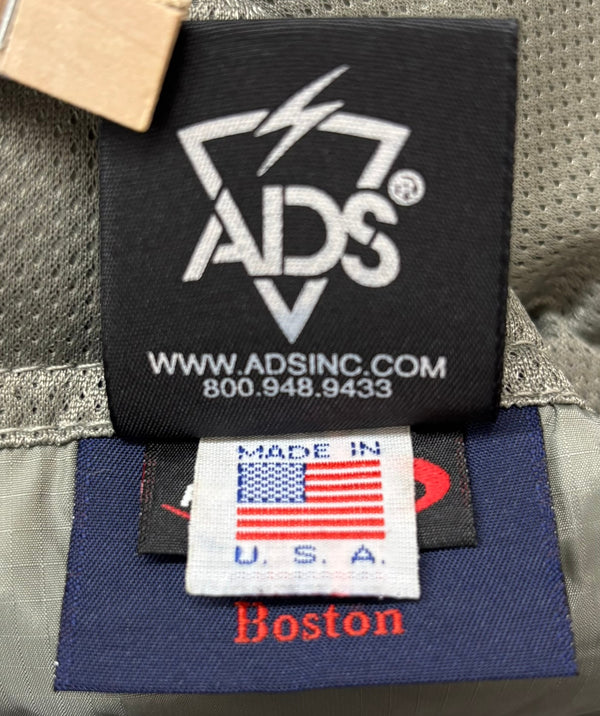 ADS®
WWW.ADSINC.COM
800.948.9433
MADE IN
U. S. A.
Boston